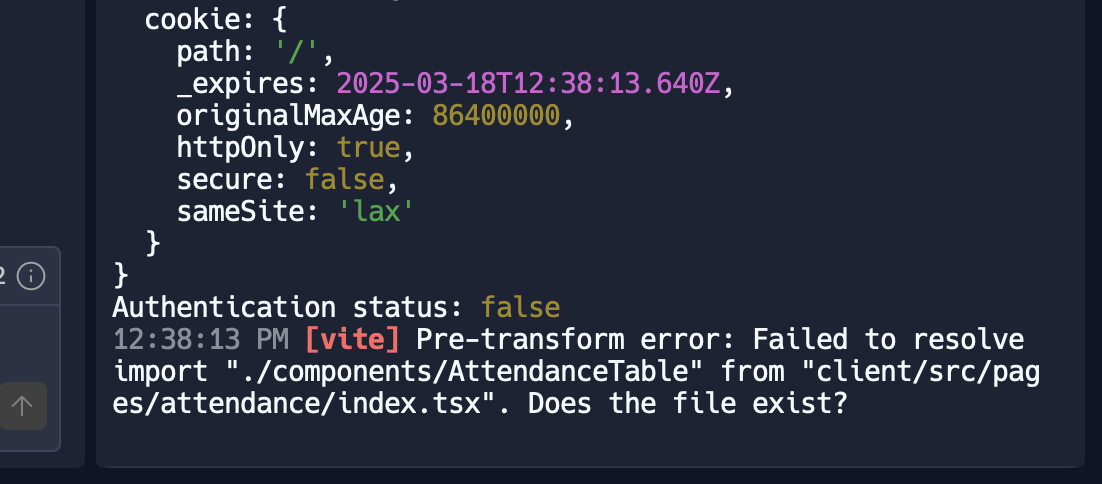 cookie: {
path: '/',
_expires: 2025-03-18T12:38:13.640Z,
originalMaxAge: 86400000,
httpOnly: true,
secure: false,
sameSite: 'lax'
}
}
2
Authentication status: false
12:38:13 PM [vite] Pre-transform error: Failed to resolve
import "./components/AttendanceTable" from "client/src/pag
es/attendance/index.tsx". Does the file exist?